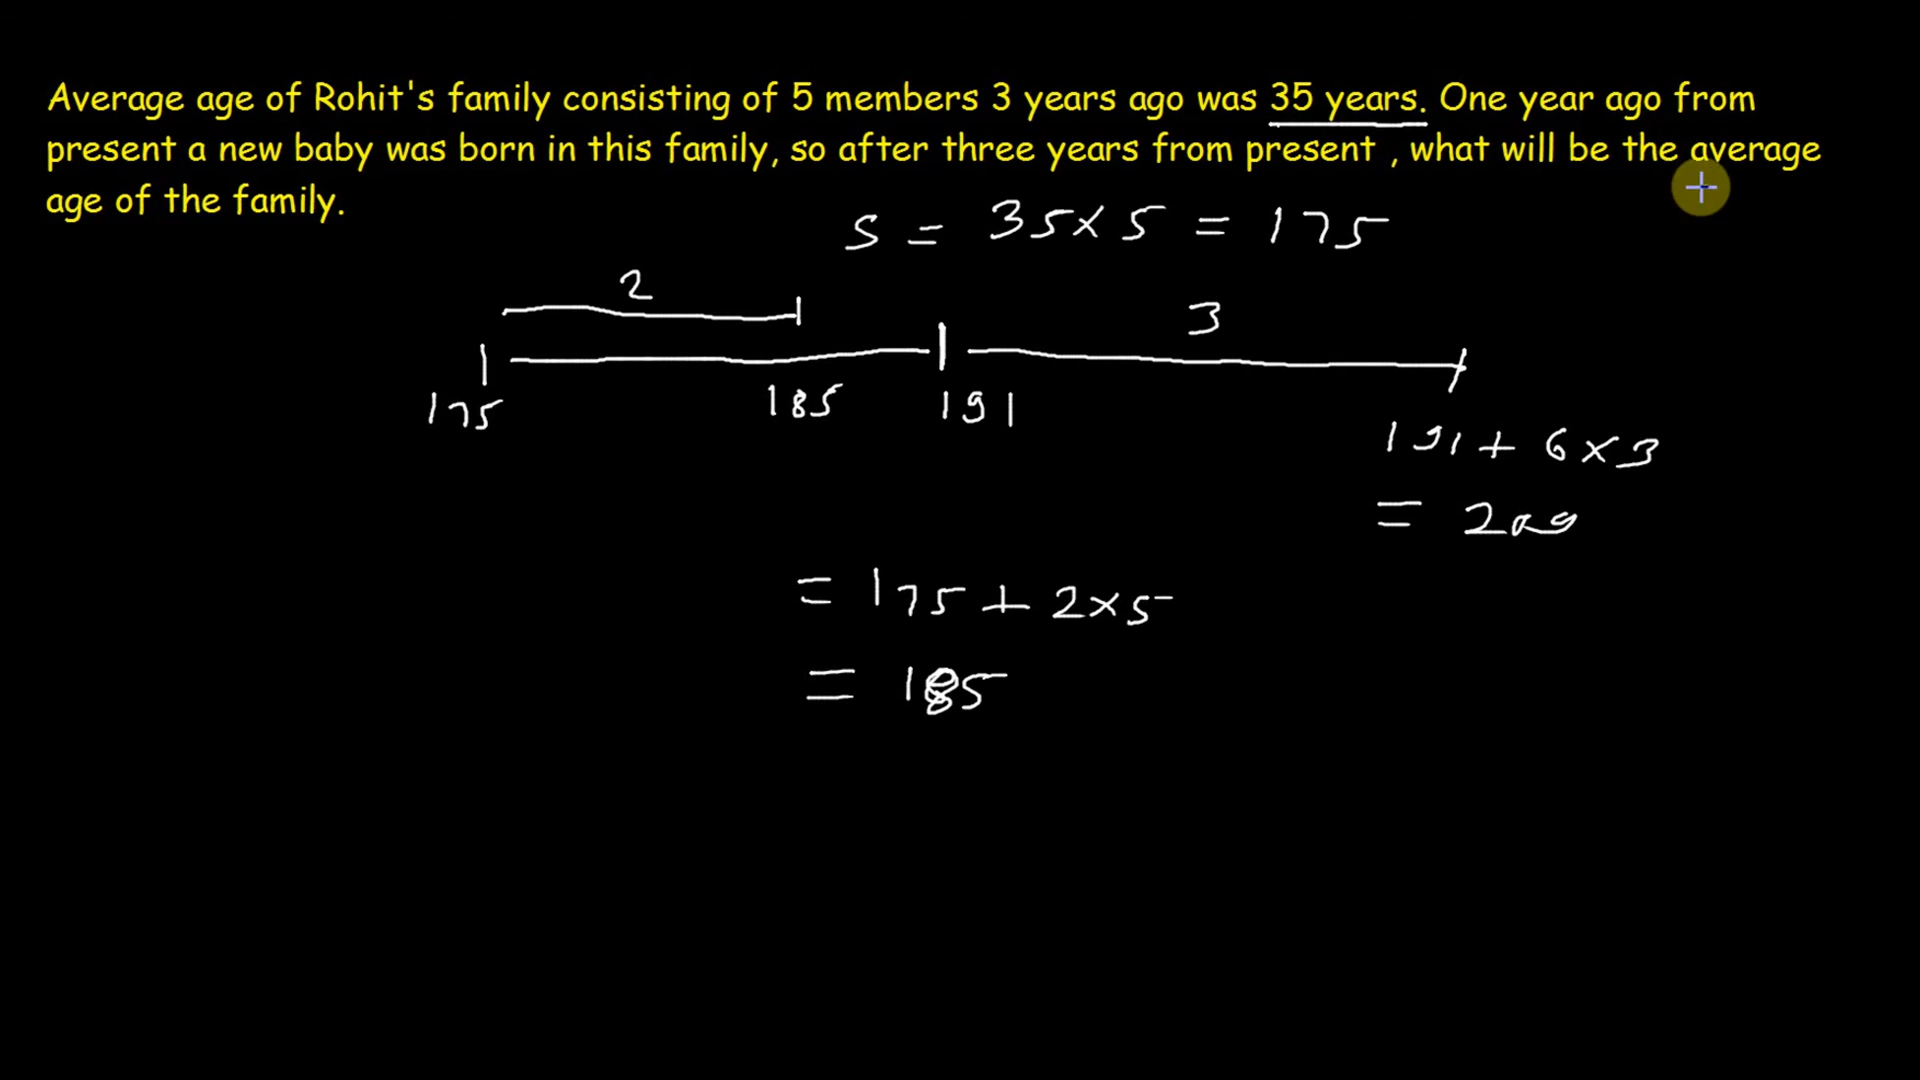 Average age of Rohit's family consisting of 5 members 3 years ago was 35 years. One year ago from
present a new baby was born in this family, so after three years from present , what will be the average
age of the family.
S = 35 × 5 = 175
2
3
175
185
191
191 + 6 × 3
= 209
= 175 + 2 × 5
= 185